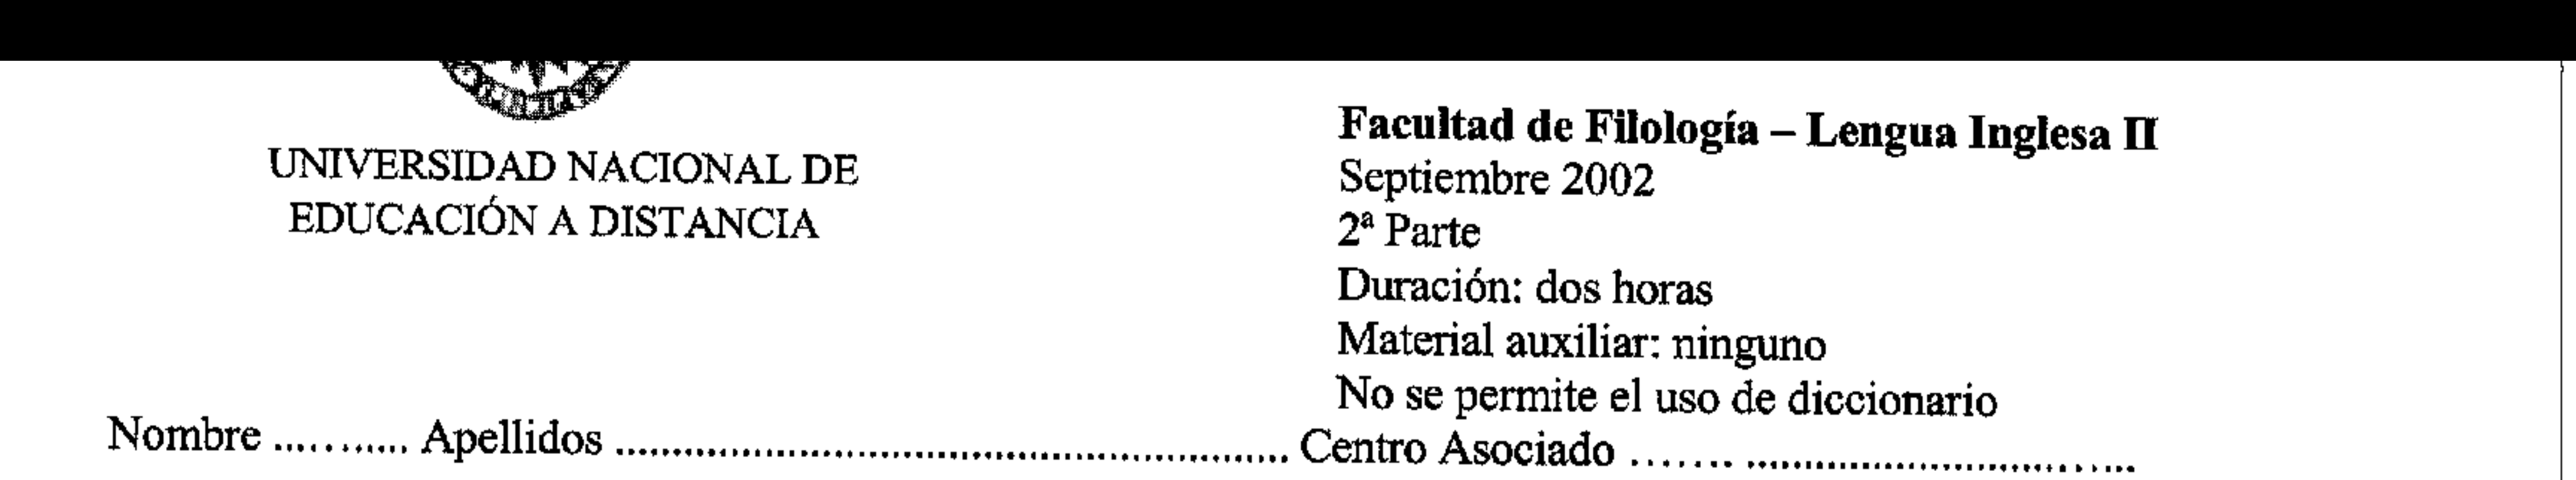 UNIVERSIDAD NACIONAL DE
EDUCACIÓN A DISTANCIA
Facultad de Filología – Lengua Inglesa II
Septiembre 2002
2ª Parte
Duración: dos horas
Material auxiliar: ninguno
No se permite el uso de diccionario
Nombre ........... Apellidos ............................................................ Centro Asociado ....... ...................................